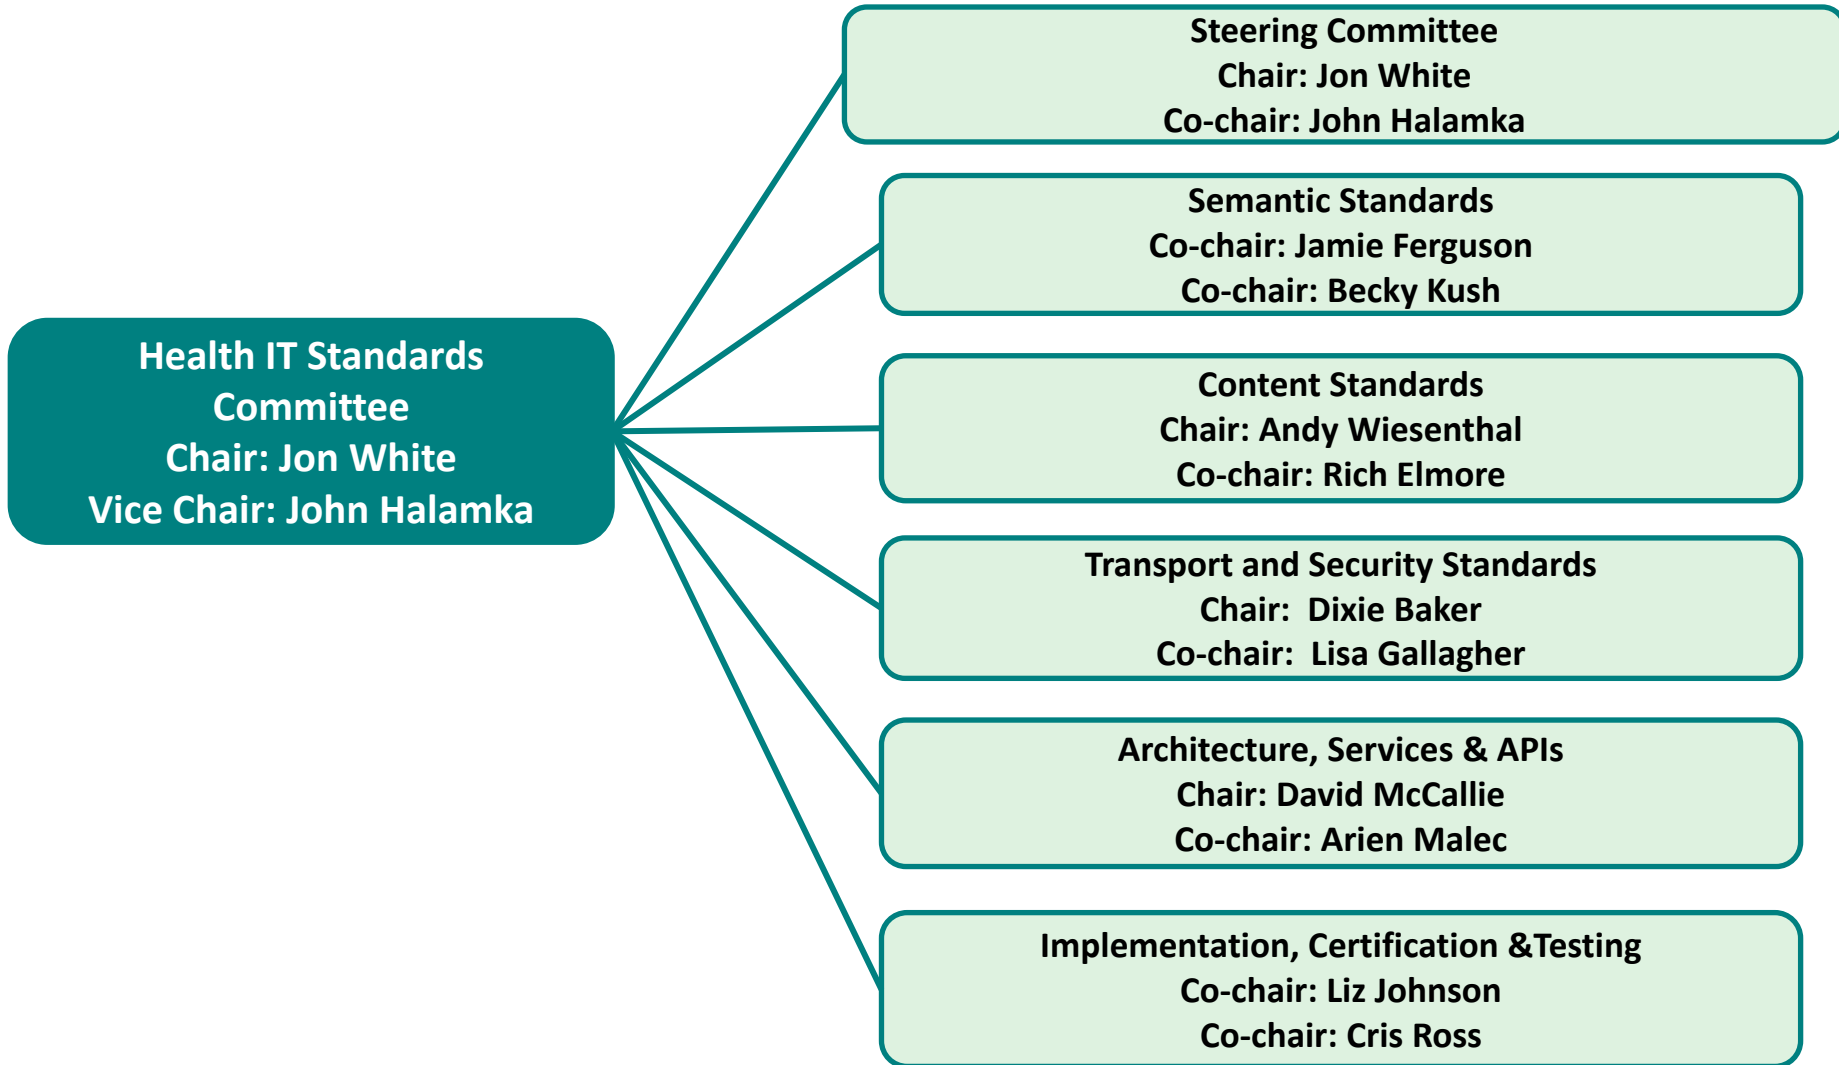 Health IT Standards
Committee
Chair: Jon White
Vice Chair: John Halamka
Steering Committee
Chair: Jon White
Co-chair: John Halamka
Semantic Standards
Co-chair: Jamie Ferguson
Co-chair: Becky Kush
Content Standards
Chair: Andy Wiesenthal
Co-chair: Rich Elmore
Transport and Security Standards
Chair:  Dixie Baker
Co-chair:  Lisa Gallagher
Architecture, Services & APIs
Chair: David McCallie
Co-chair: Arien Malec
Implementation, Certification &Testing
Co-chair: Liz Johnson
Co-chair: Cris Ross